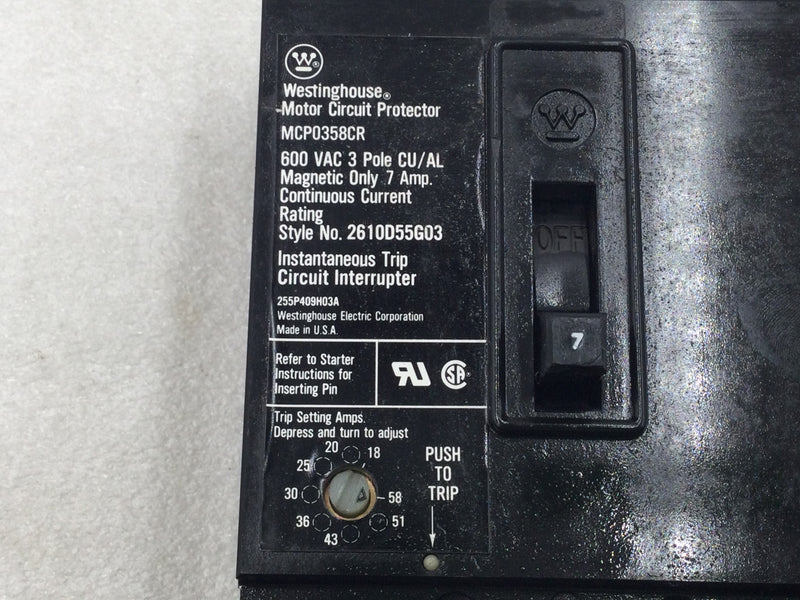 Westinghouse®
Motor Circuit Protector
MCP0358CR
600 VAC 3 Pole CU/AL
Magnetic Only 7 Amp.
Continuous Current
Rating
Style No. 2610D55G03
Instantaneous Trip
Circuit Interrupter
255P409H03A
Westinghouse Electric Corporation
Made in U.S.A.
Refer to Starter
Instructions for
Inserting Pin
Trip Setting Amps.
Depress and turn to adjust
20 18
25
30 58
36 51
43
PUSH
TO
TRIP
W
OFF
7